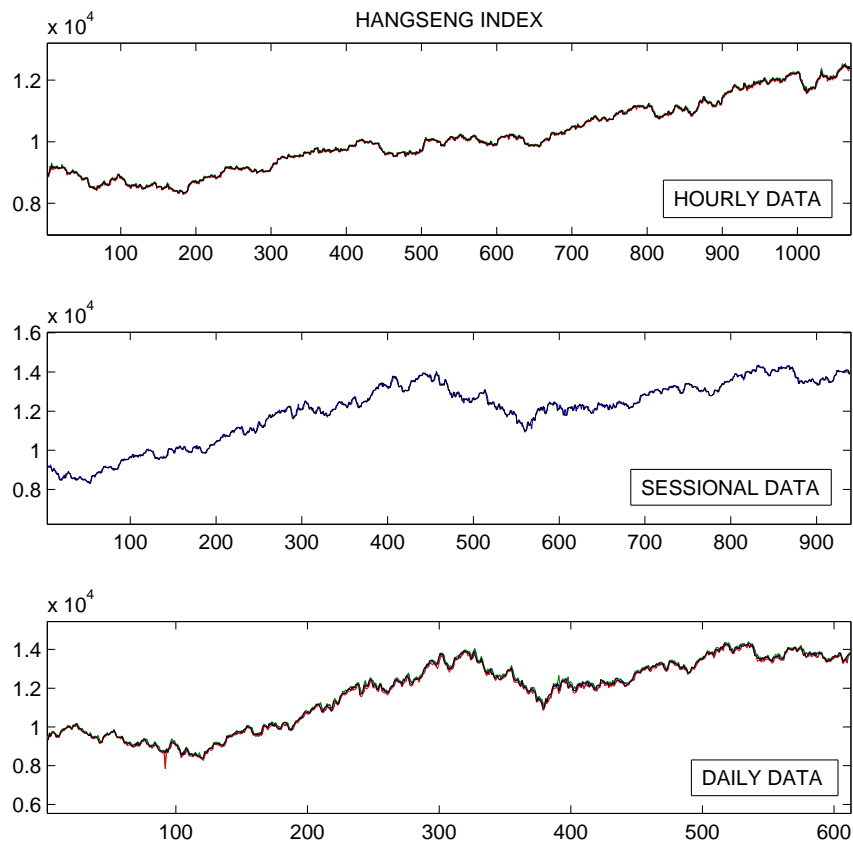 HANGSENG INDEX
x 10^4
1.2
1
0.8
HOURLY DATA
100 200 300 400 500 600 700 800 900 1000
x 10^4
1.6
1.4
1.2
1
0.8
SESSIONAL DATA
100 200 300 400 500 600 700 800 900
x 10^4
1.4
1.2
1
0.8
0.6
DAILY DATA
100 200 300 400 500 600